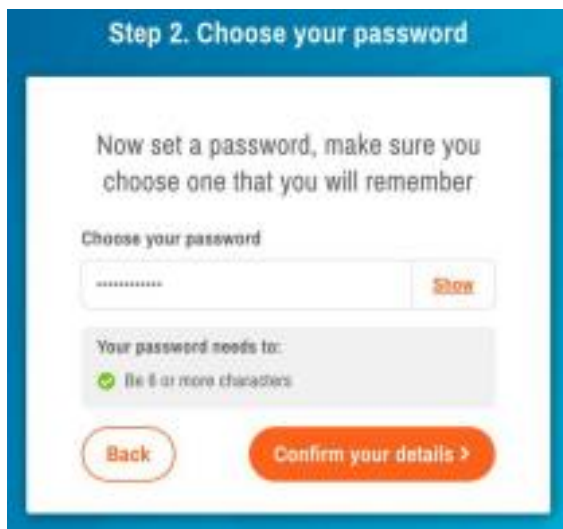 Step 2. Choose your password
Now set a password, make sure you
choose one that you will remember
Choose your password
············
Show
Your password needs to:
Be 6 or more characters
Back
Confirm your details >